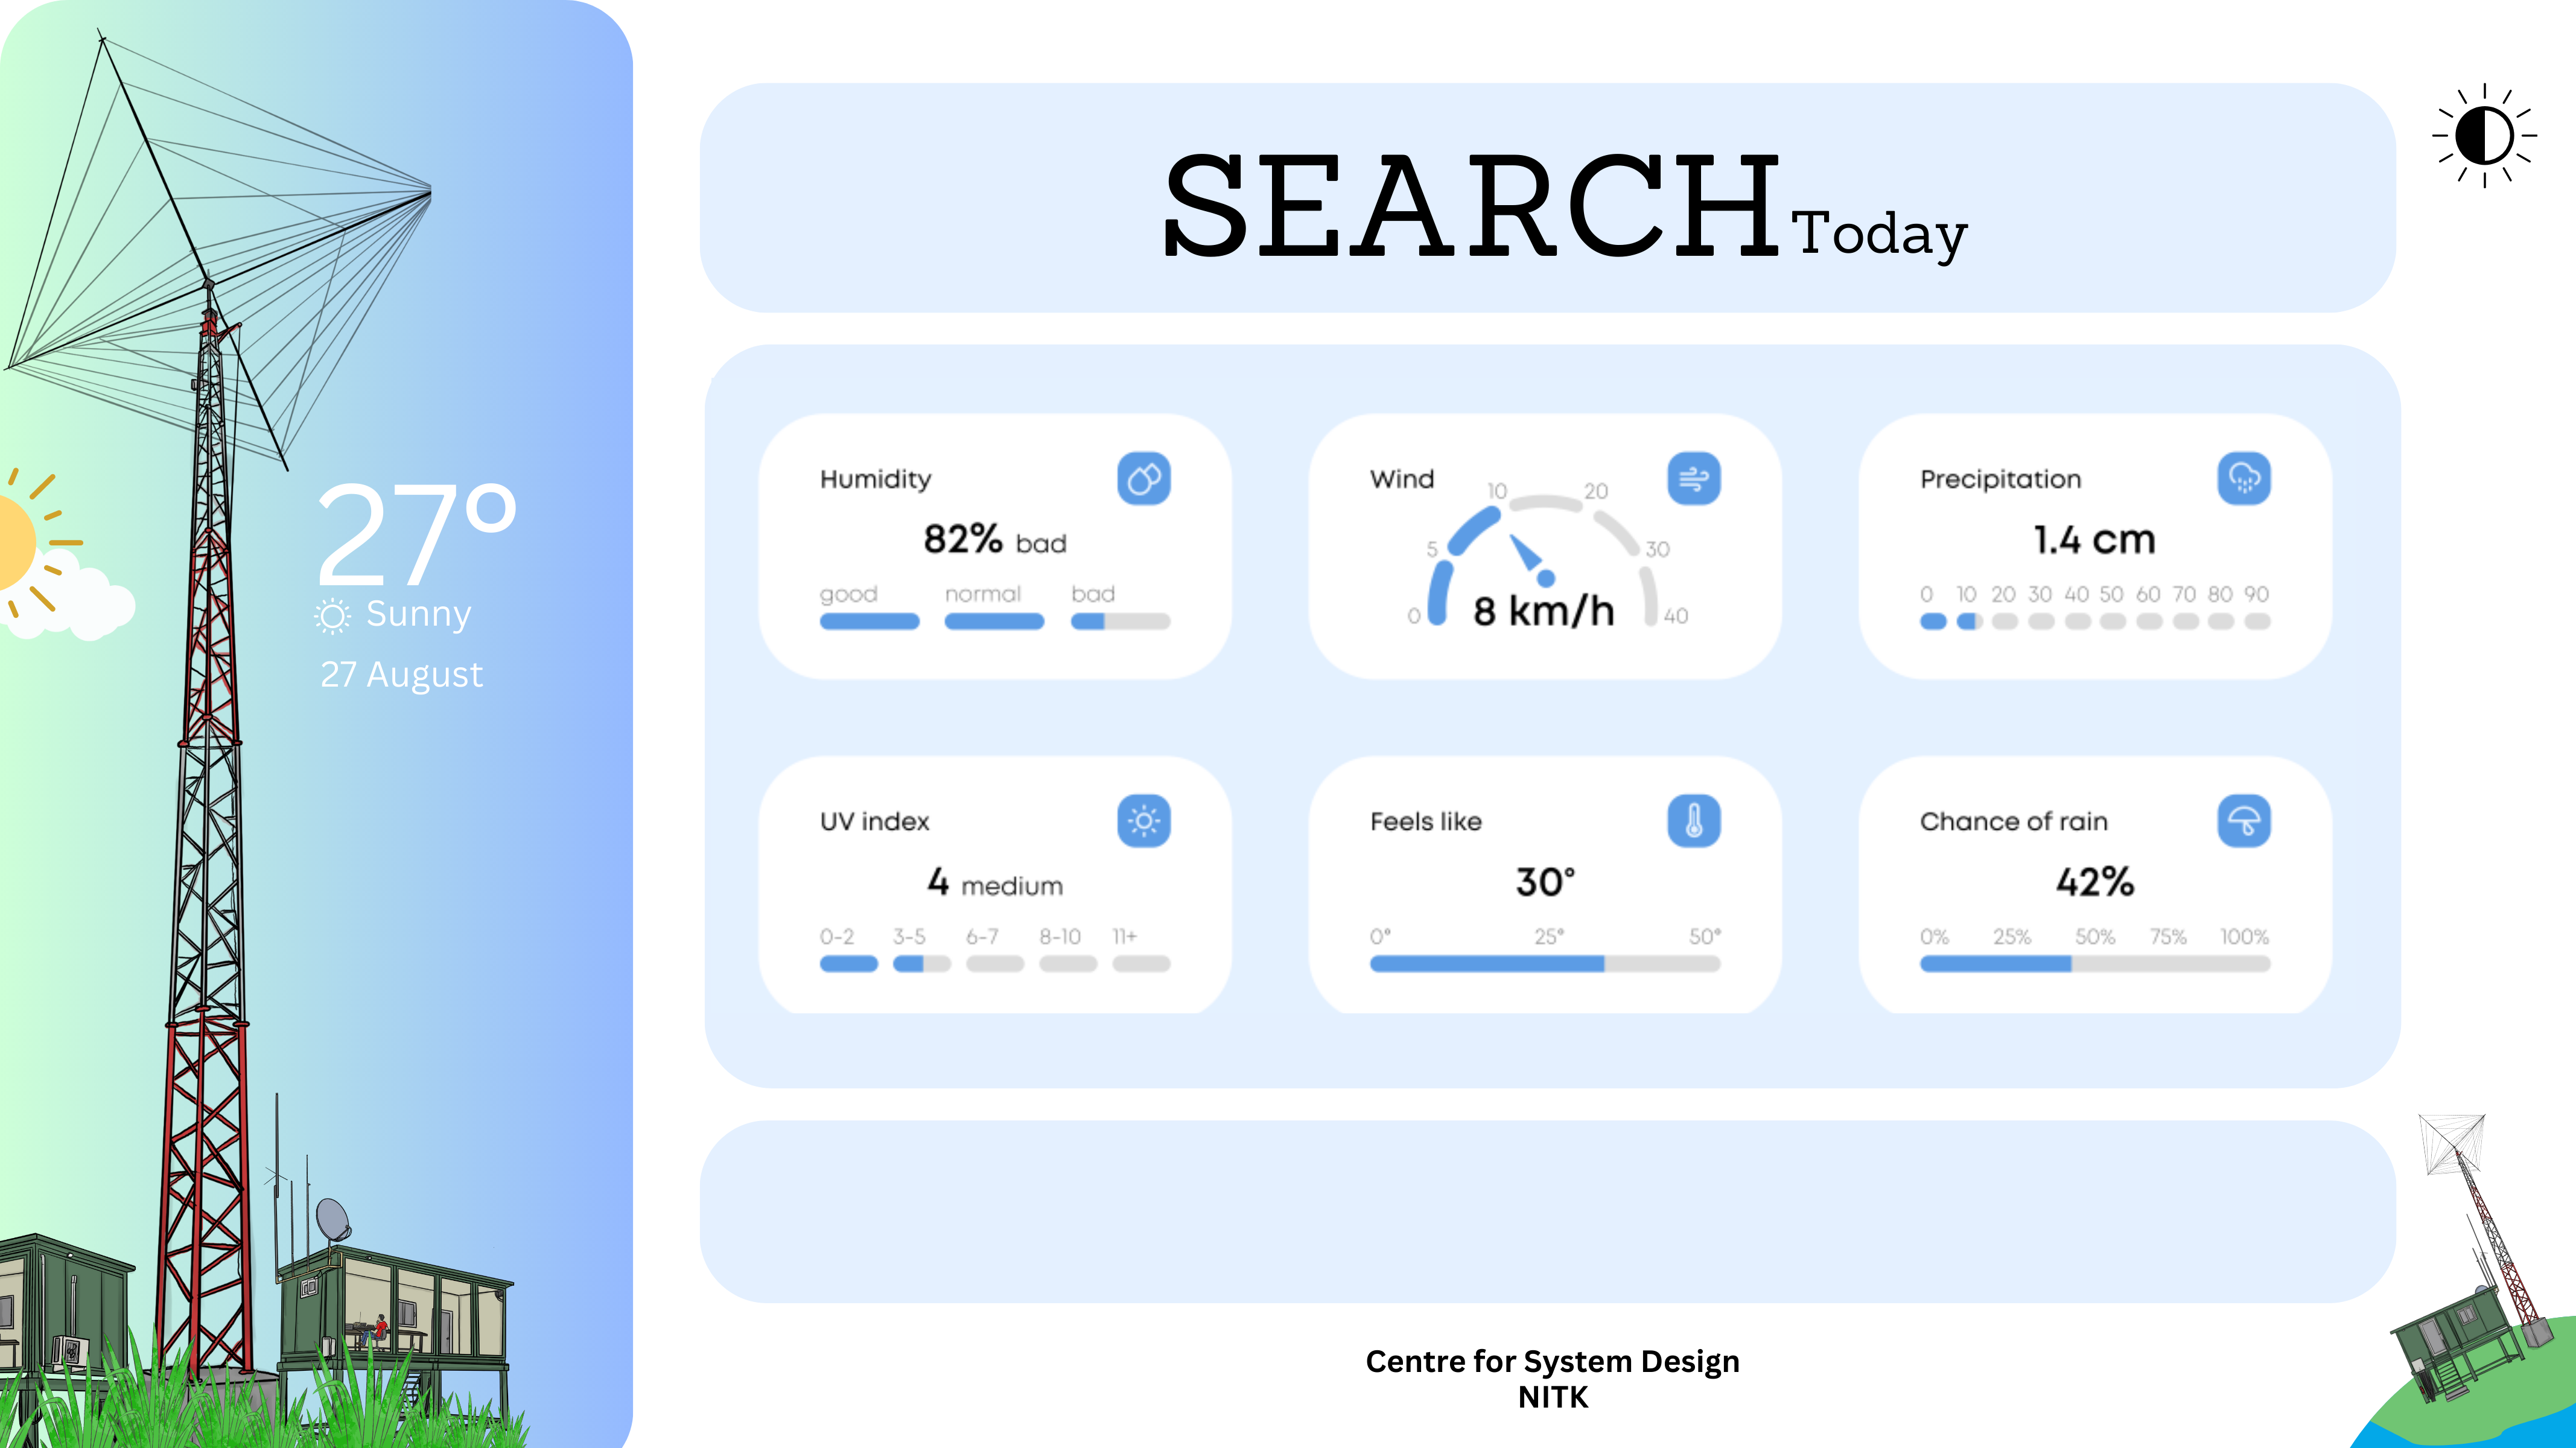 27°
Sunny
27 August
SEARCH Today
Humidity
82% bad
good normal bad
Wind
0 5 10 20 30 40
8 km/h
Precipitation
1.4 cm
0 10 20 30 40 50 60 70 80 90
UV index
4 medium
0-2 3-5 6-7 8-10 11+
Feels like
30°
0° 25° 50°
Chance of rain
42%
0% 25% 50% 75% 100%
Centre for System Design
NITK